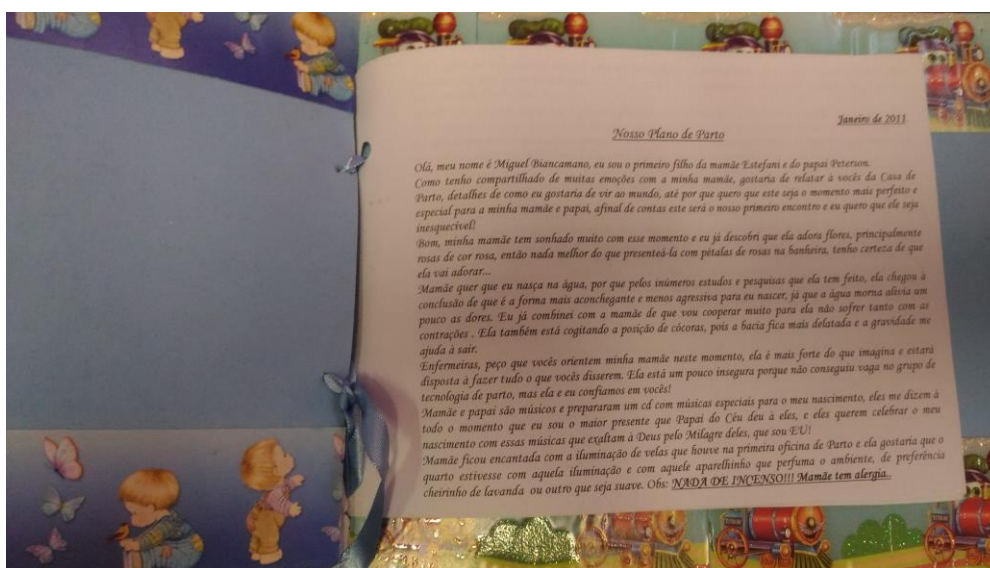 Janeiro de 2011.
Nosso Plano de Parto
Olá, meu nome é Miguel Biancamano, eu sou o primeiro filho da mamãe Estefani e do papai Peterson.
Como tenho compartilhado de muitas emoções com a minha mamãe, gostaria de relatar à vocês da Casa de
Parto, detalhes de como eu gostaria de vir ao mundo, até por que quero que este seja o momento mais perfeito e
especial para a minha mamãe e papai, afinal de contas este será o nosso primeiro encontro e eu quero que ele seja
inesquecível!
Bom, minha mamãe tem sonhado muito com esse momento e eu já descobri que ela adora flores, principalmente
rosas de cor rosa, então nada melhor do que presenteá-la com pétalas de rosas na banheira, tenho certeza de que
ela vai adorar...
Mamãe quer que eu nasça na água, por que pelos inúmeros estudos e pesquisas que ela tem feito, ela chegou à
conclusão de que é a forma mais aconchegante e menos agressiva para eu nascer, já que a água morna alivia um
pouco as dores. Eu já combinei com a mamãe de que vou cooperar muito para ela não sofrer tanto com as
contrações . Ela também está cogitando a posição de cócoras, pois a bacia fica mais delatada e a gravidade me
ajuda à sair.
Enfermeiras, peço que vocês orientem minha mamãe neste momento, ela é mais forte do que imagina e estará
disposta à fazer tudo o que vocês disserem. Ela está um pouco insegura porque não conseguiu vaga no grupo de
tecnologia de parto, mas ela e eu confiamos em vocês!
Mamãe e papai são músicos e prepararam um cd com músicas especiais para o meu nascimento, eles me dizem à
todo o momento que eu sou o maior presente que Papai do Céu deu à eles, e eles querem celebrar o meu
nascimento com essas músicas que exaltam à Deus pelo Milagre deles, que sou EU!
Mamãe ficou encantada com a iluminação de velas que houve na primeira oficina de Parto e ela gostaria que o
quarto estivesse com aquela iluminação e com aquele aparelhinho que perfuma o ambiente, de preferência
cheirinho de lavanda ou outro que seja suave. Obs: NADA DE INCENSO!!! Mamãe tem alergia..